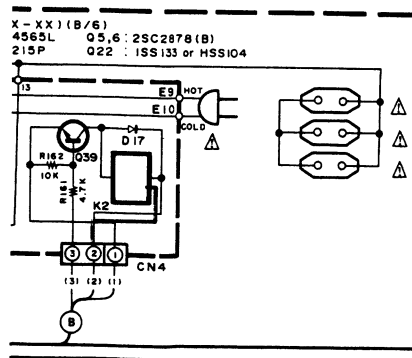 X-XX)(B/6)
4565L Q5,6 : 2SC2878(B)
215P Q22 : ISS133 or HSS104
13
E9 HOT
E10
COLD
D17
Q39
R162
10K
R161
4.7K
K2
3 2 1
CN4
(3) (2) (1)
B